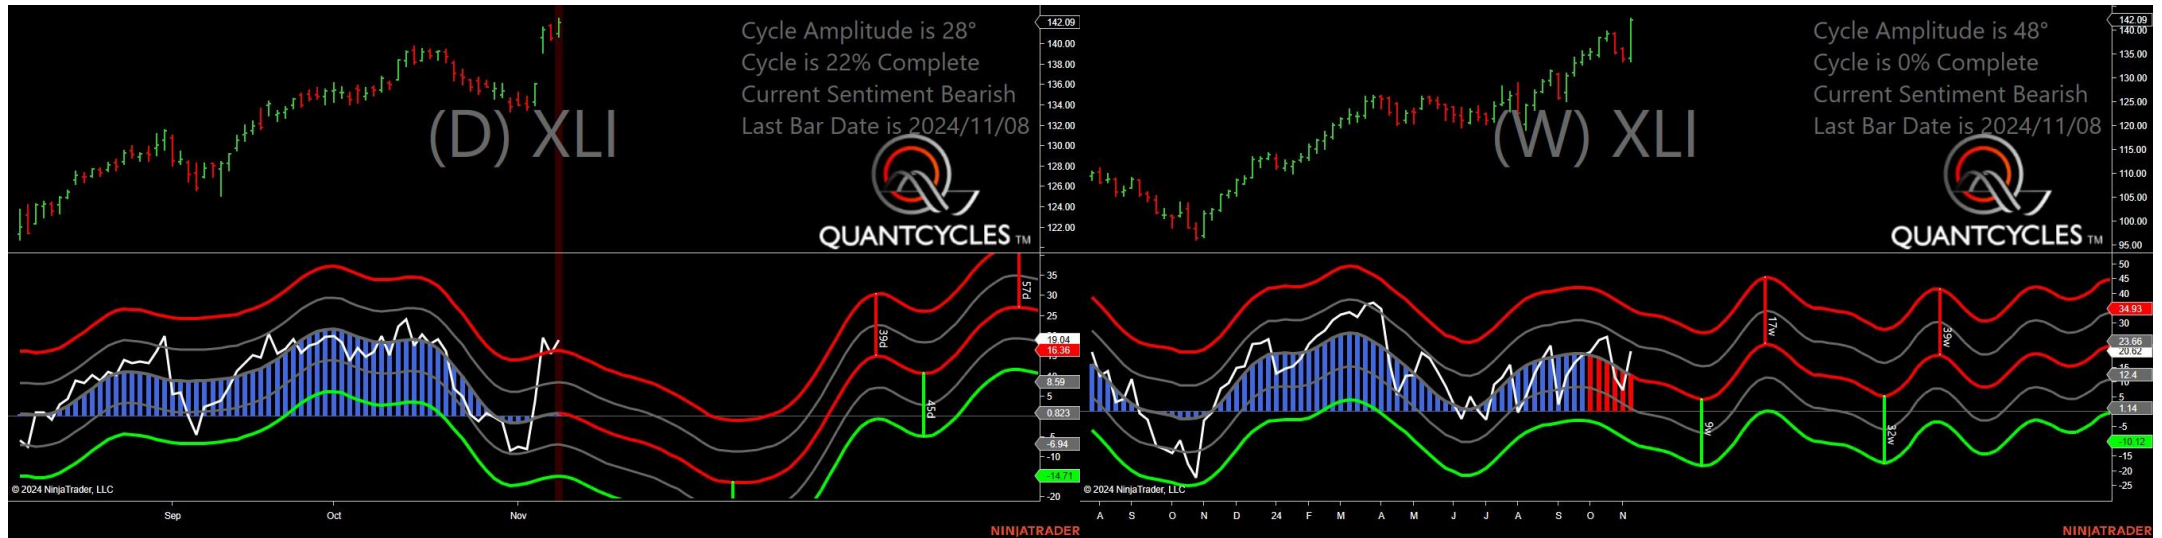 Cycle Amplitude is 28°
Cycle is 22% Complete
Current Sentiment Bearish
Last Bar Date is 2024/11/08
(D) XLI
QUANTCYCLES TM
142.09
140.00
138.00
136.00
134.00
132.00
130.00
128.00
126.00
124.00
122.00
35
30
25
19.04
16.36
8.59
5
0.823
-6.94
-10
-14.71
-20
39d
45d
57d
© 2024 NinjaTrader, LLC
Sep Oct Nov
NINJATRADER
Cycle Amplitude is 48°
Cycle is 0% Complete
Current Sentiment Bearish
Last Bar Date is 2024/11/08
(W) XLI
QUANTCYCLES TM
142.09
140.00
135.00
130.00
125.00
120.00
115.00
110.00
105.00
100.00
95.00
50
45
40
34.93
30
23.66
20.62
12.4
5
1.14
-5
-10.12
-15
-20
-25
9w
17w
32w
39w
© 2024 NinjaTrader, LLC
A S O N D 24 F M A M J J A S O N
NINJATRADER